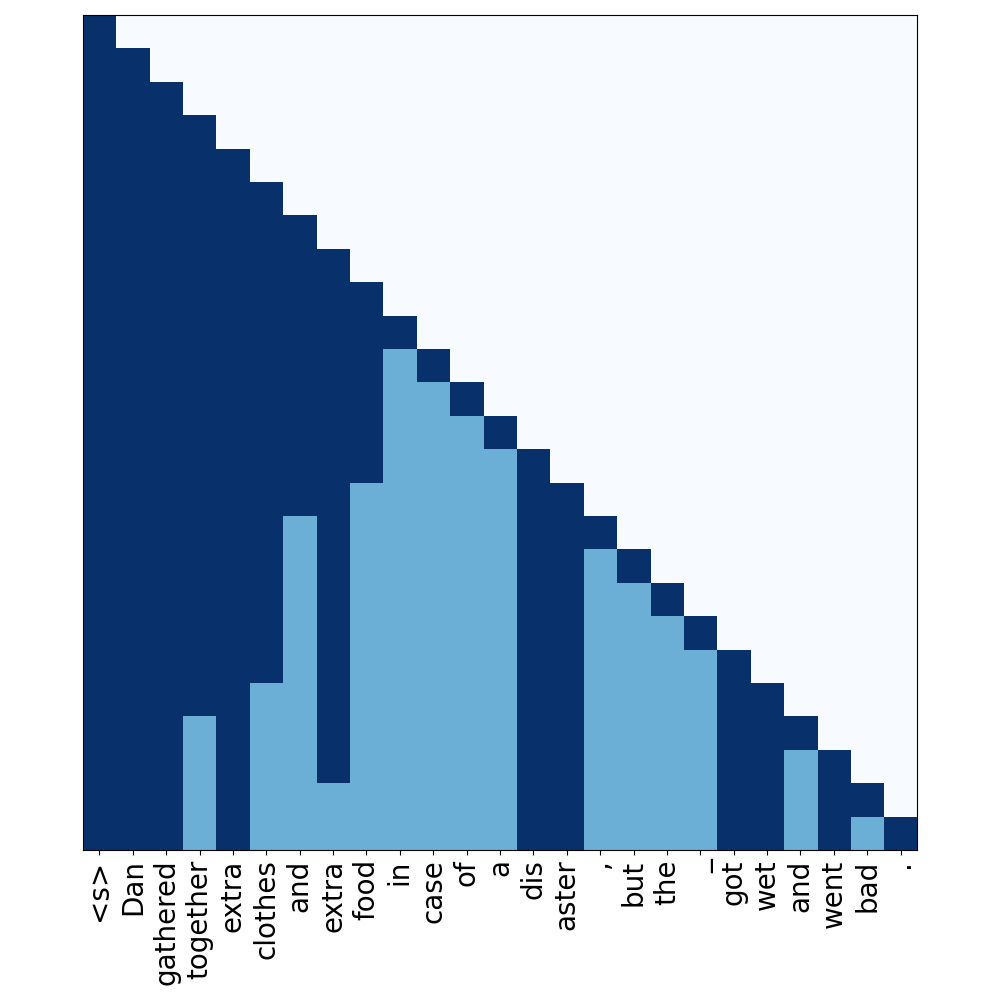 <s> Dan gathered together extra clothes and extra food in case of a dis aster , but the _ got wet and went bad .